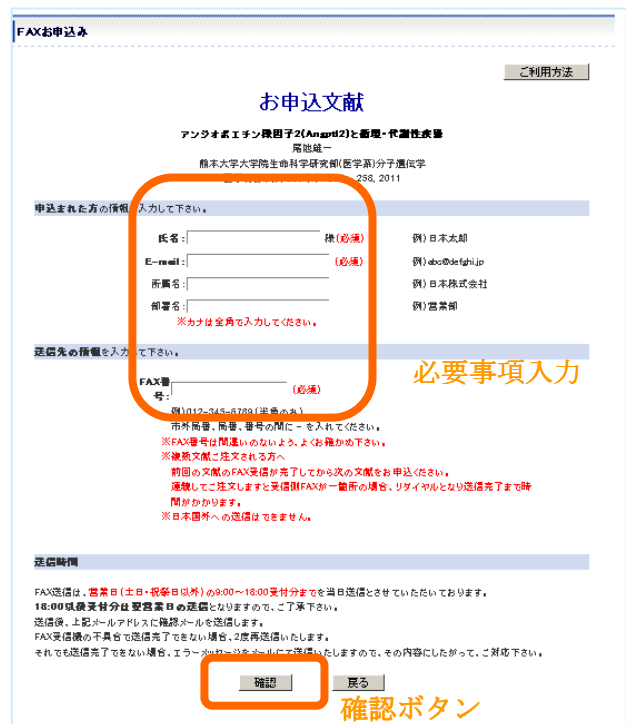 FAXお申込み
ご利用方法
お申込文献
アンジオポエチン様因子2(Angptl2)と循環・代謝性疾患
尾池雄一
熊本大学大学院生命科学研究部(医学系)分子遺伝学
258, 2011
申込まれた方の情報を入力して下さい。
氏名: 様(必須) 例)日本太郎
E-mail: (必須) 例)abc@defghi.jp
所属名: 例)日本株式会社
部署名: 例)営業部
※カナは全角で入力してください。
送信先の情報を入力して下さい。
必要事項入力
FAX番号: (必須)
例)012-345-6789(半角のみ)
市外局番、局番、番号の間に - を入れてください。
※FAX番号は間違いのないよう、よくお確かめ下さい。
※複数文献ご注文される方へ
前回の文献のFAX受信が完了してから次の文献をお申込ください。
連続してご注文しますと受信側FAXが一箇所の場合、リダイヤルとなり送信完了まで時
間がかかります。
※日本国外への送信はできません。
送信時間
FAX送信は、営業日(土日・祝祭日以外)の9:00～18:00受付分までを当日送信とさせていただいております。
18:00以後受付分は翌営業日の送信となりますので、ご了承下さい。
送信後、上記メールアドレスに確認メールを送信します。
FAX受信機の不具合で送信完了できない場合、2度再送信いたします。
それでも送信完了できない場合、エラーメッセージをメールにて送信いたしますので、その内容にしたがって、ご対応下さい。
確認 戻る
確認ボタン